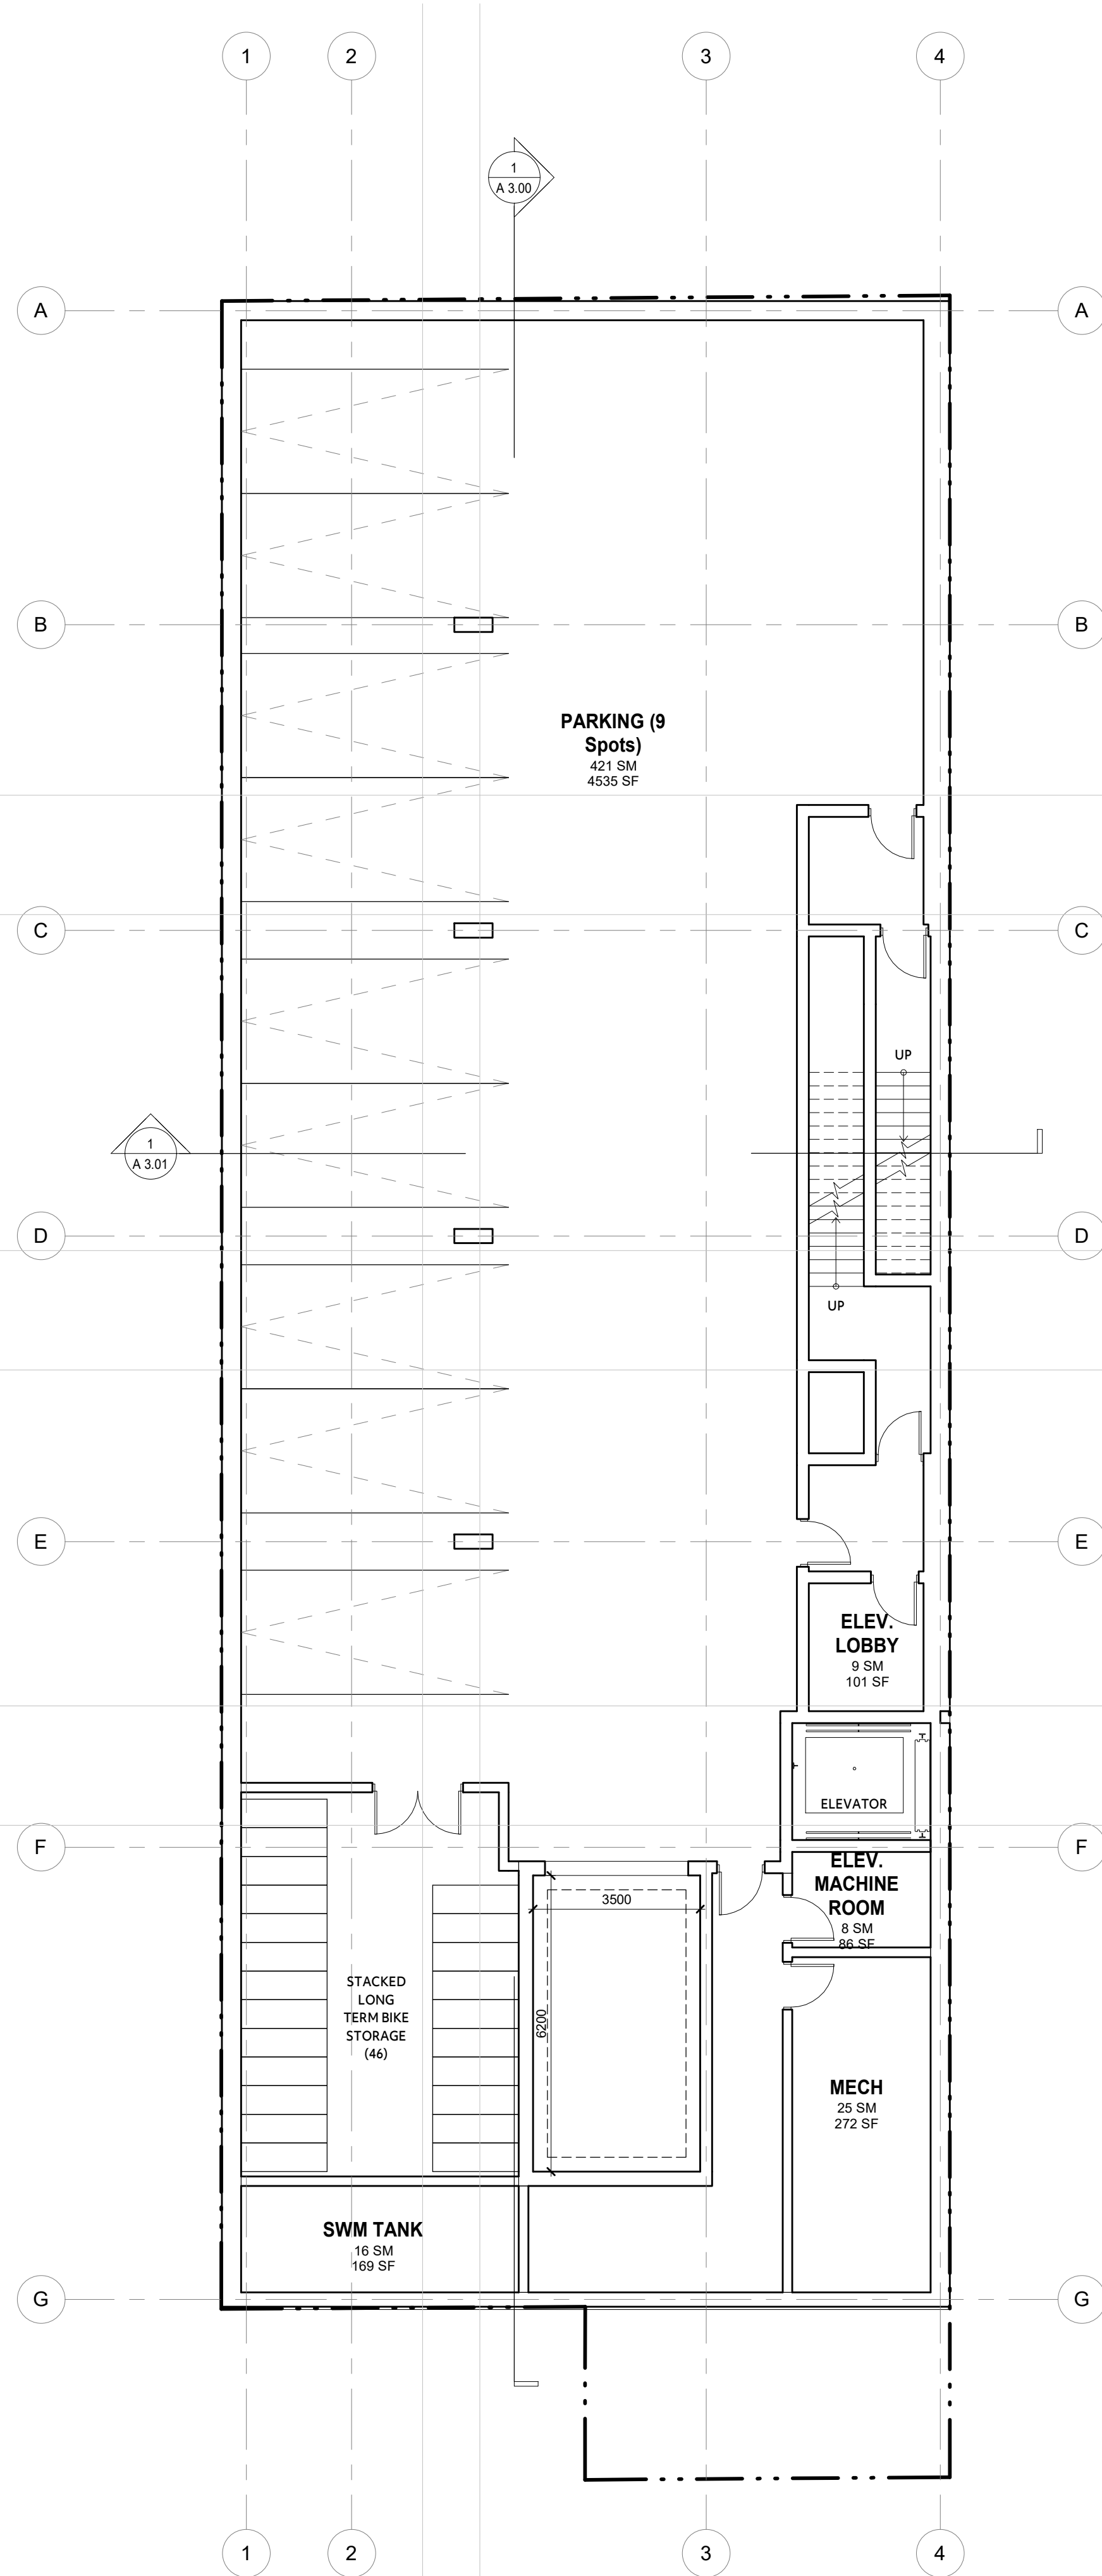 1
2
3
4
1
A 3.00
A
A
B
B
PARKING (9
Spots)
421 SM
4535 SF
C
C
UP
1
A 3.01
D
D
UP
E
E
ELEV.
LOBBY
9 SM
101 SF
ELEVATOR
F
F
ELEV.
MACHINE
ROOM
8 SM
86 SF
3500
6200
STACKED
LONG
TERM BIKE
STORAGE
(46)
MECH
25 SM
272 SF
SWM TANK
16 SM
169 SF
G
G
1
2
3
4